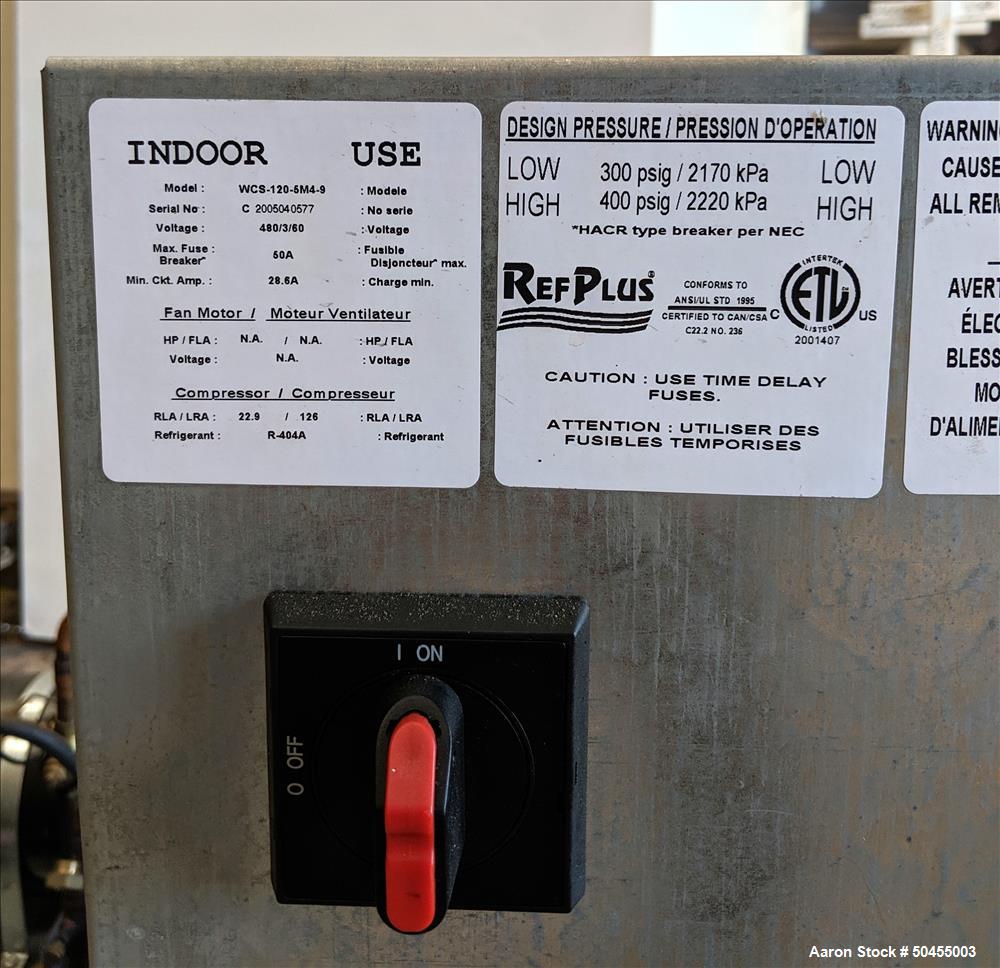 INDOOR USE
Model : WCS-120-5M4-9 : Modele
Serial No : C 2005040577 : No serie
Voltage : 480/3/60 : Voltage
Max. Fuse : 50A : Fusible
Breaker* Disjoncteur* max.
Min. Ckt. Amp. : 28.6A : Charge min.
Fan Motor / Moteur Ventilateur
HP / FLA : N.A. / N.A. : HP / FLA
Voltage : N.A. : Voltage
Compressor / Compresseur
RLA / LRA : 22.9 / 126 : RLA / LRA
Refrigerant : R-404A : Refrigerant
DESIGN PRESSURE / PRESSION D'OPERATION
LOW 300 psig / 2170 kPa LOW
HIGH 400 psig / 2220 kPa HIGH
*HACR type breaker per NEC
REFPLUS®
CONFORMS TO
ANSI/UL STD 1995
CERTIFIED TO CAN/CSA
C22.2 NO. 236
INTERTEK
C ETL US
LISTED
2001407
CAUTION : USE TIME DELAY
FUSES.
ATTENTION : UTILISER DES
FUSIBLES TEMPORISES
WARNIN
CAUSE
ALL REM
AVERT
ÉLEC
BLESS
MO
D'ALIME
I ON
O OFF
Aaron Stock # 50455003